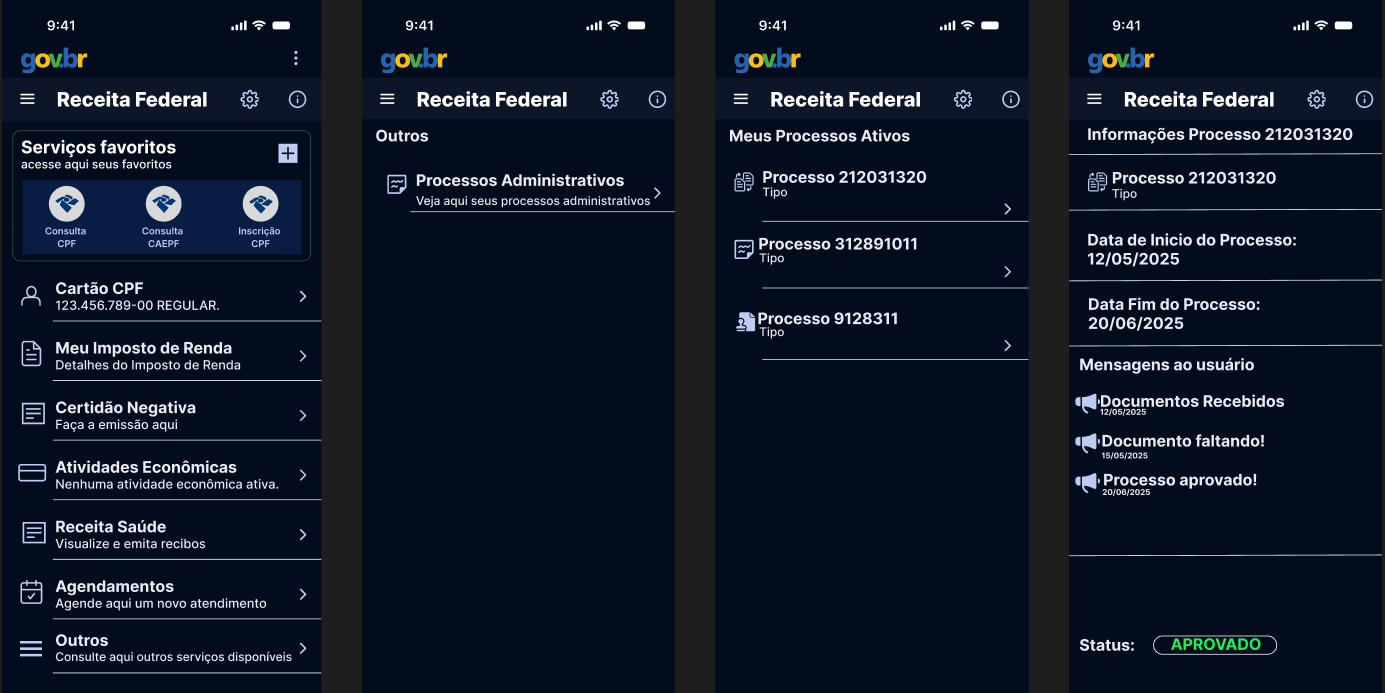 9:41
gov.br
Receita Federal
Serviços favoritos
acesse aqui seus favoritos
Consulta
CPF
Consulta
CAEPF
Inscrição
CPF
Cartão CPF
123.456.789-00 REGULAR.
Meu Imposto de Renda
Detalhes do Imposto de Renda
Certidão Negativa
Faça a emissão aqui
Atividades Econômicas
Nenhuma atividade econômica ativa.
Receita Saúde
Visualize e emita recibos
Agendamentos
Agende aqui um novo atendimento
Outros
Consulte aqui outros serviços disponíveis
9:41
gov.br
Receita Federal
Outros
Processos Administrativos
Veja aqui seus processos administrativos
9:41
gov.br
Receita Federal
Meus Processos Ativos
Processo 212031320
Tipo
Processo 312891011
Tipo
Processo 9128311
Tipo
9:41
gov.br
Receita Federal
Informações Processo 212031320
Processo 212031320
Tipo
Data de Inicio do Processo:
12/05/2025
Data Fim do Processo:
20/06/2025
Mensagens ao usuário
Documentos Recebidos
12/05/2025
Documento faltando!
15/05/2025
Processo aprovado!
20/06/2025
Status: APROVADO